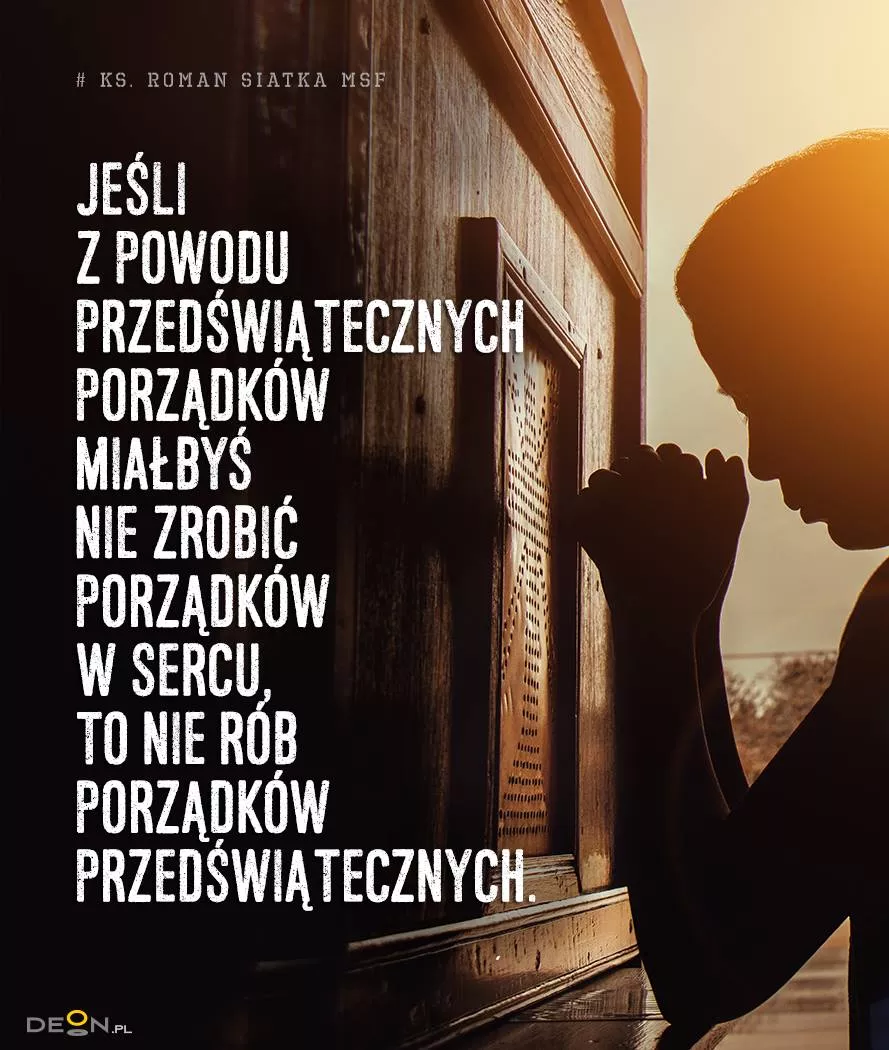 # KS. ROMAN SIATKA MSF
JEŚLI
Z POWODU
PRZEDŚWIĄTECZNYCH
PORZĄDKÓW
MIAŁBYŚ
NIE ZROBIĆ
PORZĄDKÓW
W SERCU,
TO NIE RÓB
PORZĄDKÓW
PRZEDŚWIĄTECZNYCH.
DEON.PL